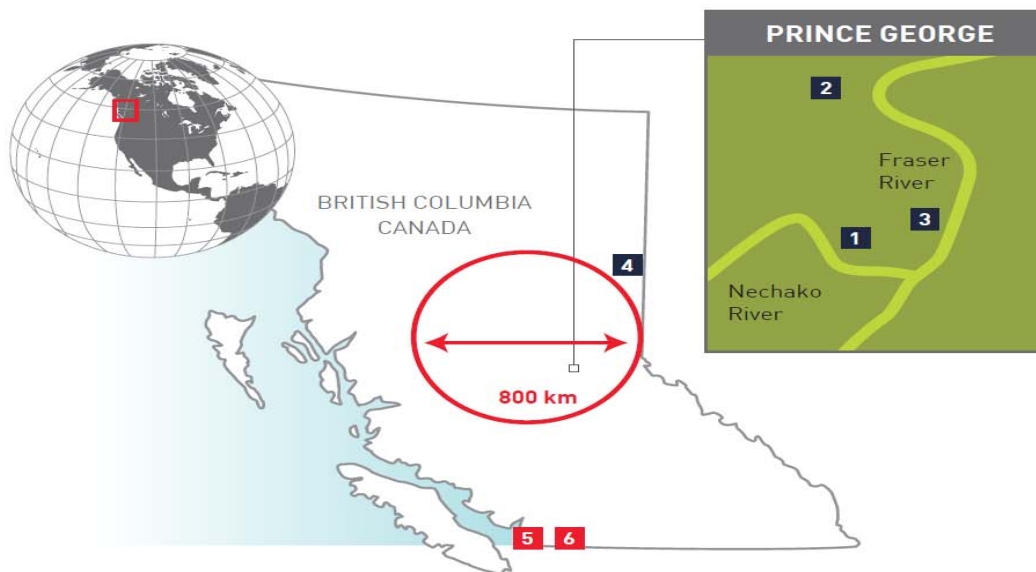 PRINCE GEORGE
2
Fraser
River
3
1
Nechako
River
BRITISH COLUMBIA
CANADA
4
800 km
5
6